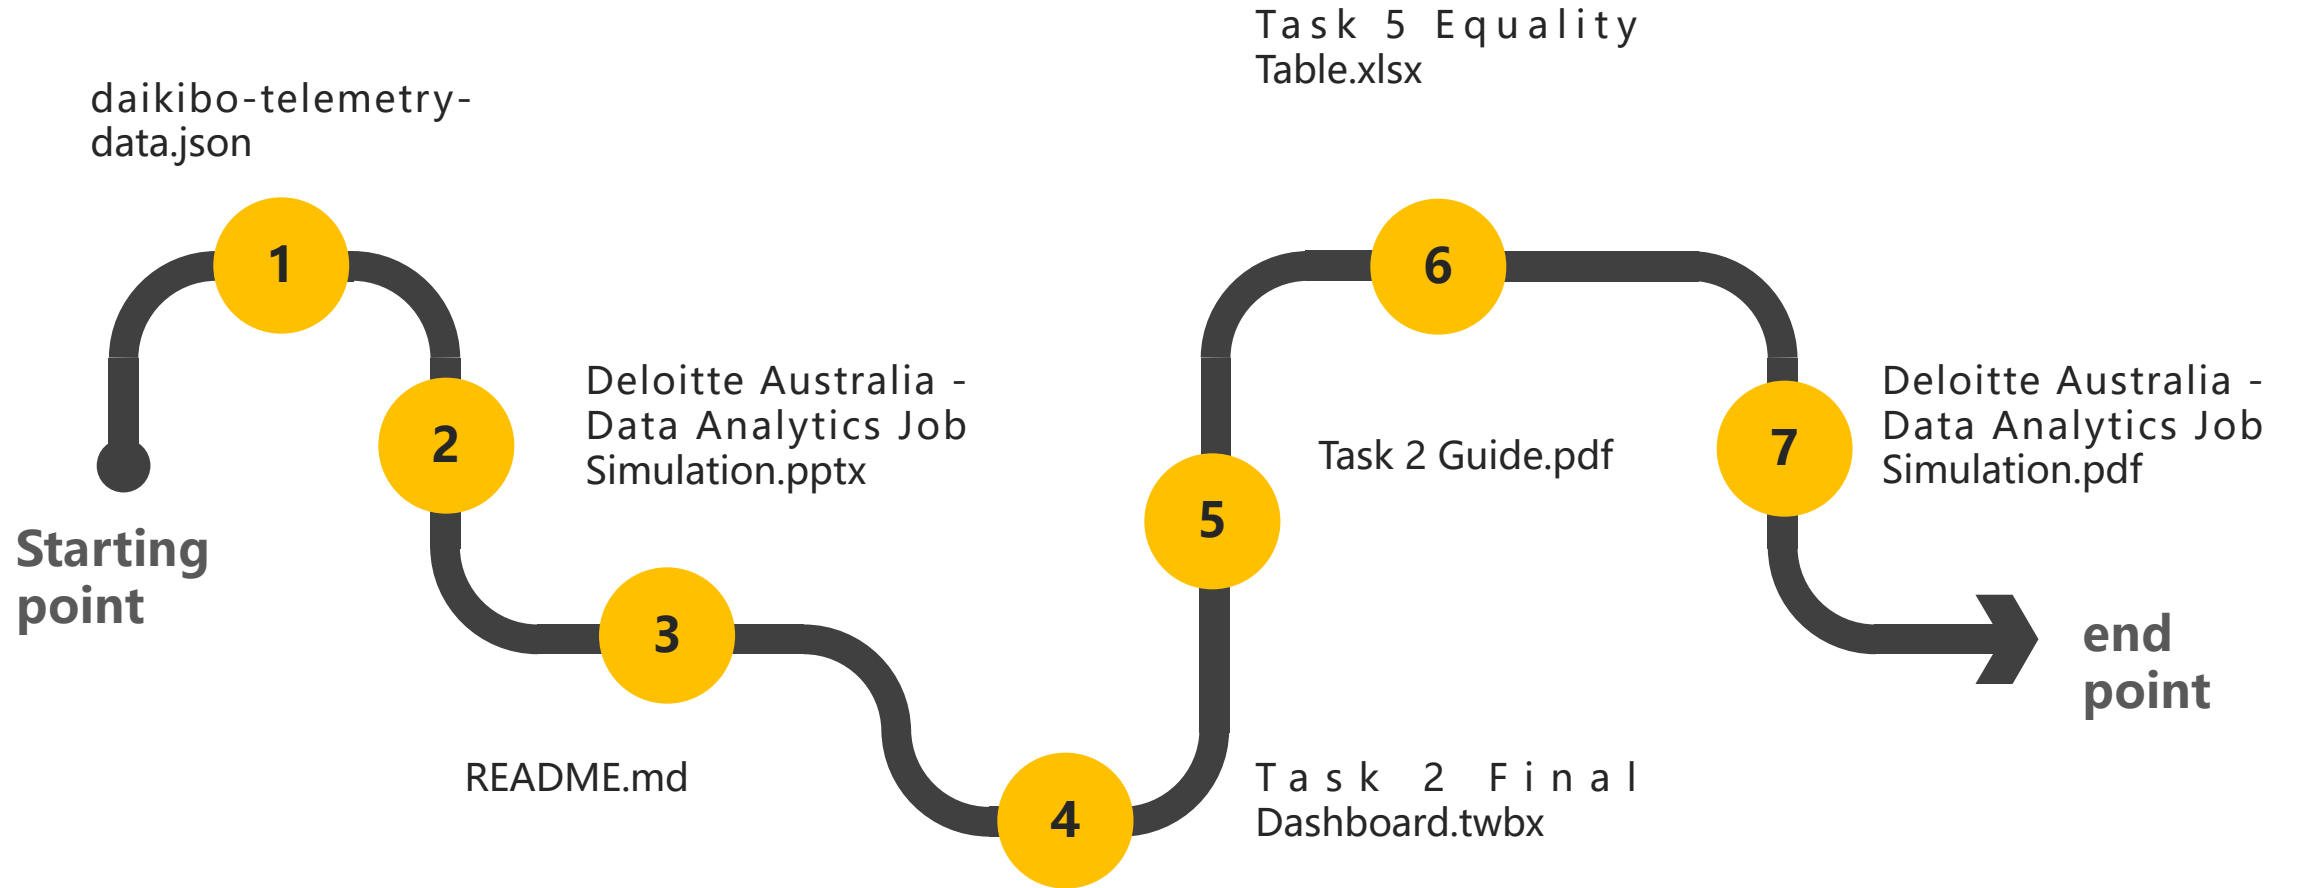 Task 5 Equality
Table.xlsx
daikibo-telemetry-
data.json
1
6
Deloitte Australia -
Data Analytics Job
Simulation.pptx
2
Task 2 Guide.pdf
7
Deloitte Australia -
Data Analytics Job
Simulation.pdf
5
Starting
point
3
end
point
README.md
4
Task 2 Final
Dashboard.twbx